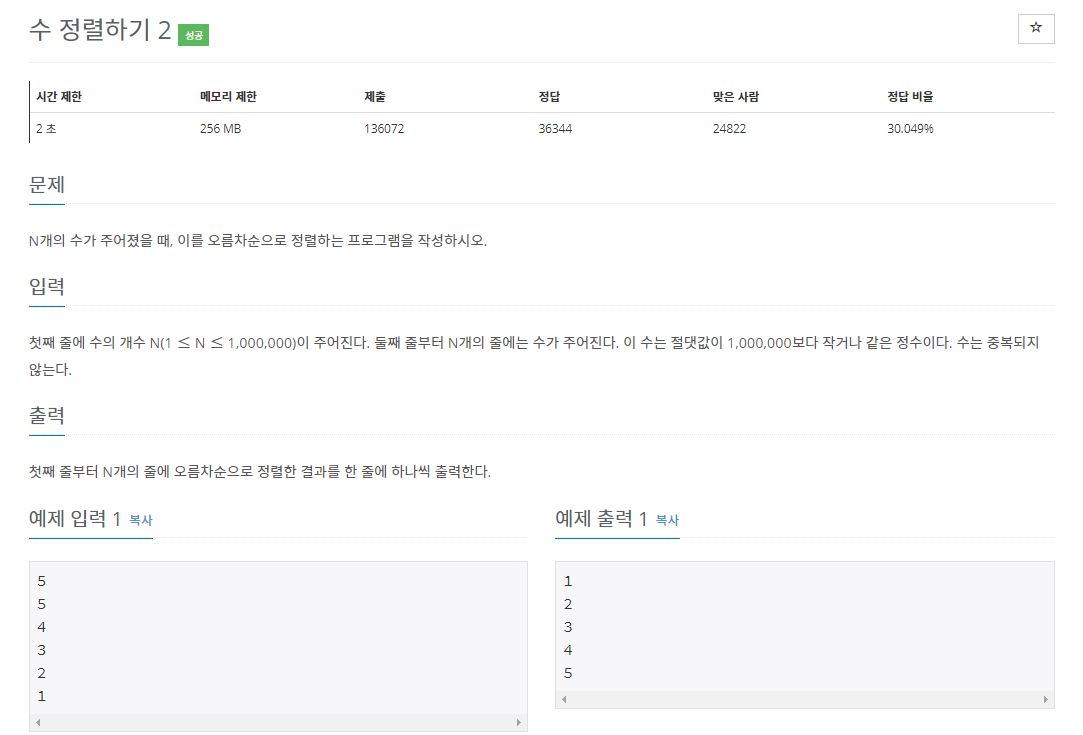 수 정렬하기 2 성공
☆
시간 제한 메모리 제한 제출 정답 맞은 사람 정답 비율
2 초 256 MB 136072 36344 24822 30.049%
문제
N개의 수가 주어졌을 때, 이를 오름차순으로 정렬하는 프로그램을 작성하시오.
입력
첫째 줄에 수의 개수 N(1 ≤ N ≤ 1,000,000)이 주어진다. 둘째 줄부터 N개의 줄에는 수가 주어진다. 이 수는 절댓값이 1,000,000보다 작거나 같은 정수이다. 수는 중복되지
않는다.
출력
첫째 줄부터 N개의 줄에 오름차순으로 정렬한 결과를 한 줄에 하나씩 출력한다.
예제 입력 1 복사
5
5
4
3
2
1
예제 출력 1 복사
1
2
3
4
5